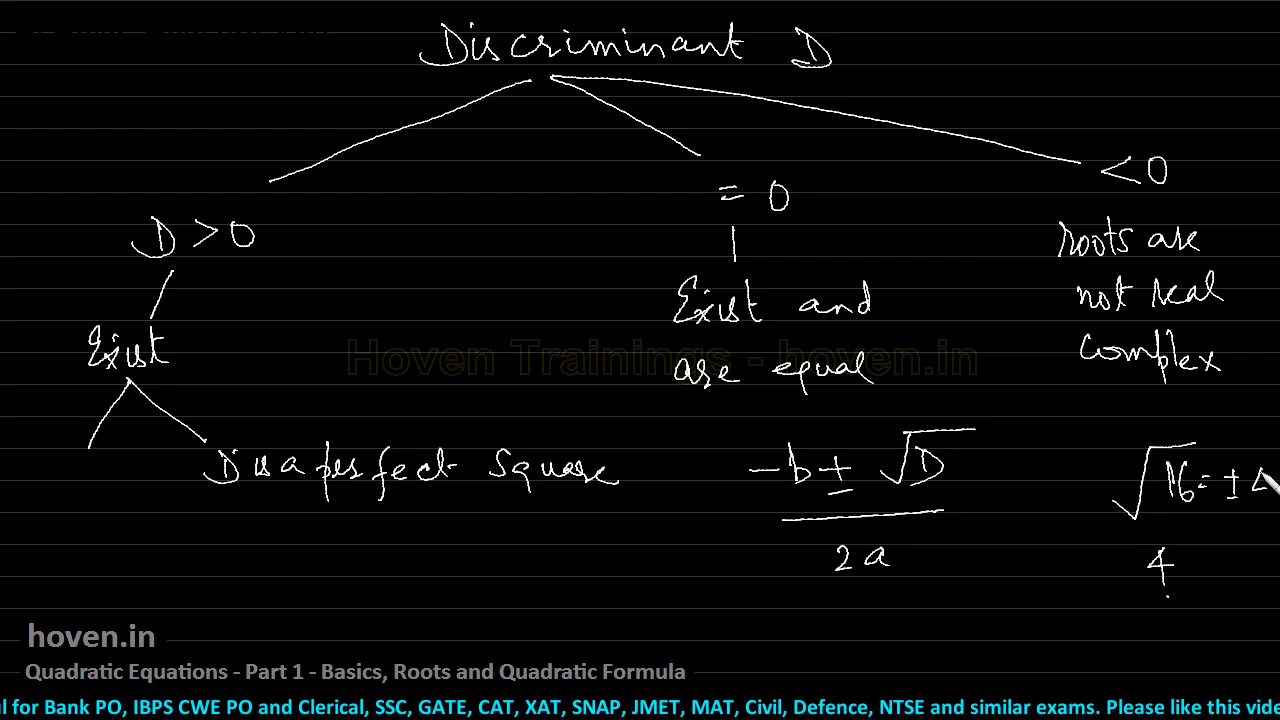 Discriminant D
D > 0
= 0
< 0
Exist
Exist and
are equal
roots are
not real
complex
D is a perfect square
-b ± √D
2a
√16 = ± 4
4
Hoven Trainings - hoven.in
hoven.in
Quadratic Equations - Part 1 - Basics, Roots and Quadratic Formula
l for Bank PO, IBPS CWE PO and Clerical, SSC, GATE, CAT, XAT, SNAP, JMET, MAT, Civil, Defence, NTSE and similar exams. Please like this vide